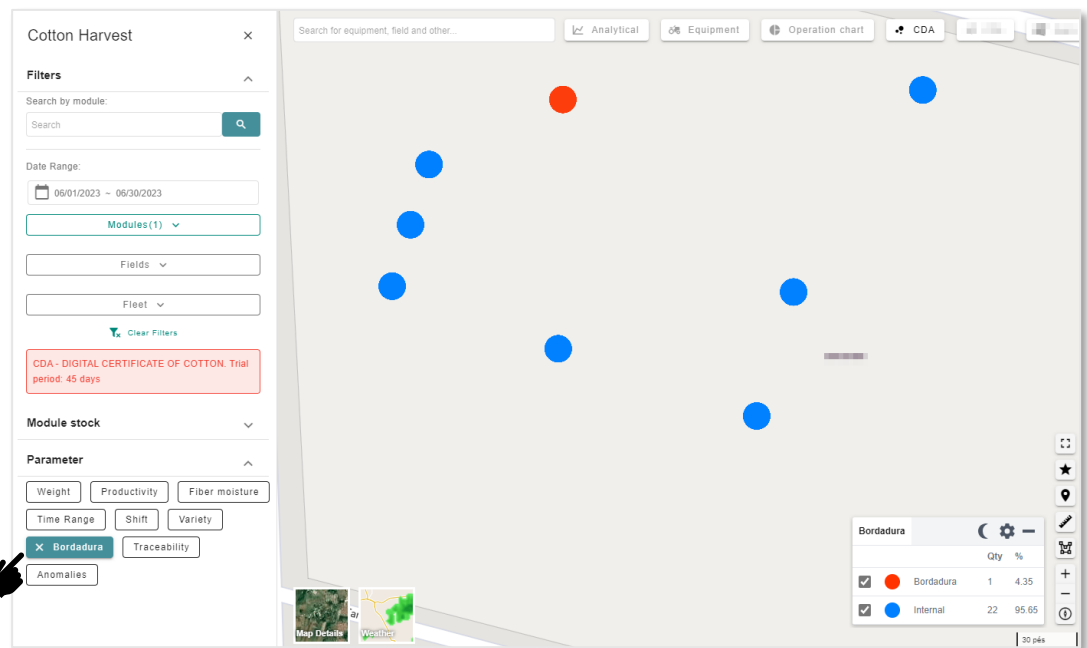 Cotton Harvest
Filters
Search by module:
Search
Date Range:
06/01/2023 ~ 06/30/2023
Modules(1)
Fields
Fleet
Clear Filters
CDA - DIGITAL CERTIFICATE OF COTTON. Trial
period: 45 days
Module stock
Parameter
Weight Productivity Fiber moisture
Time Range Shift Variety
Bordadura Traceability
Anomalies
Search for equipment, field and other...
Analytical Equipment Operation chart CDA
Bordadura
Qty %
Bordadura 1 4.35
Internal 22 95.65
Map Details Weather
30 pés